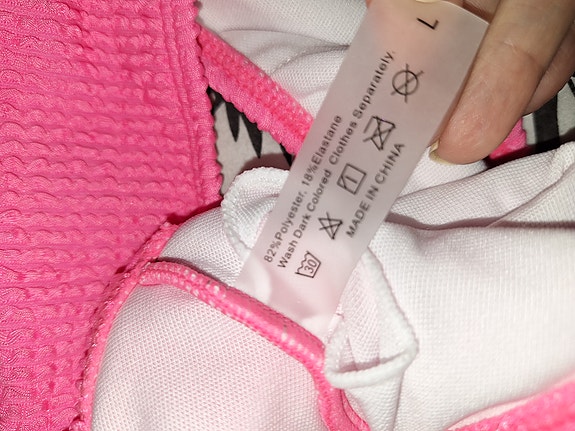 L
82%Polyester, 18%Elastane
Wash Dark Colored Clothes Separately.
30
MADE IN CHINA